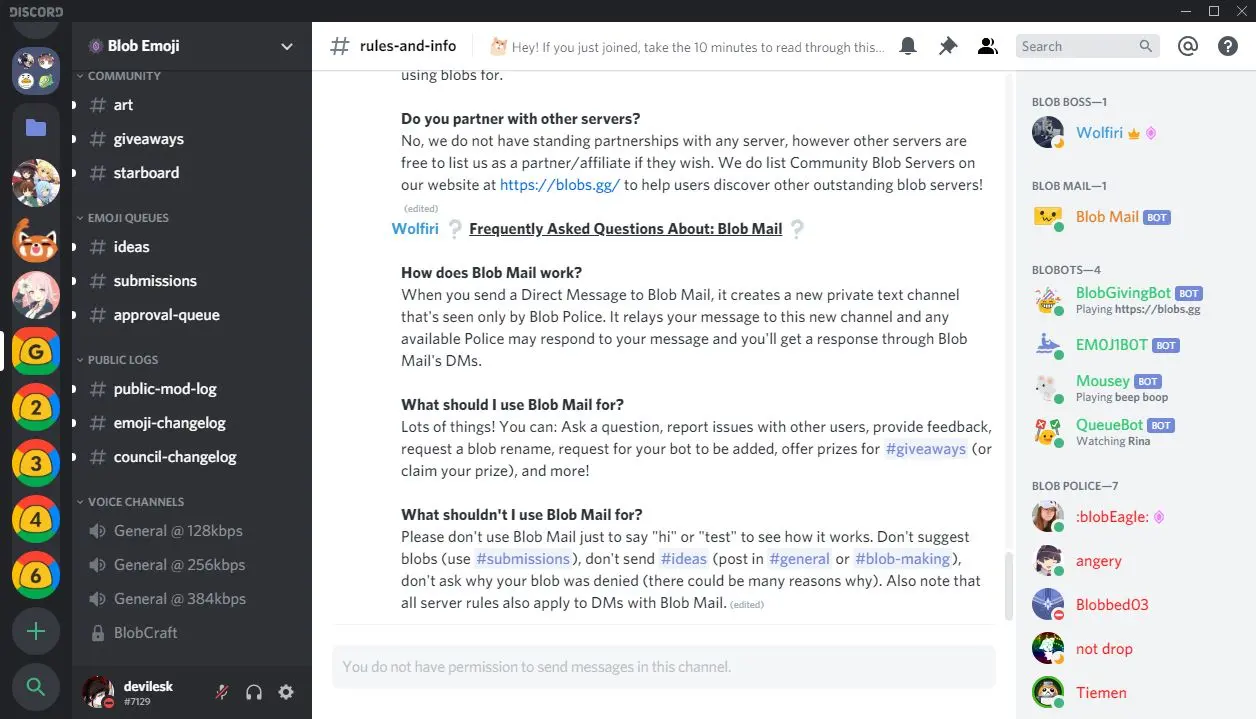 DISCORD
Blob Emoji
COMMUNITY
# art
# giveaways
# starboard
EMOJI QUEUES
# ideas
# submissions
# approval-queue
PUBLIC LOGS
# public-mod-log
# emoji-changelog
# council-changelog
VOICE CHANNELS
General @ 128kbps
General @ 256kbps
General @ 384kbps
BlobCraft
devilesk
#7129
G
2
3
4
6
# rules-and-info
Hey! If you just joined, take the 10 minutes to read through this...
Search
using blobs for.
Do you partner with other servers?
No, we do not have standing partnerships with any server, however other servers are
free to list us as a partner/affiliate if they wish. We do list Community Blob Servers on
our website at https://blobs.gg/ to help users discover other outstanding blob servers!
(edited)
Wolfiri ❔ Frequently Asked Questions About: Blob Mail ❔
How does Blob Mail work?
When you send a Direct Message to Blob Mail, it creates a new private text channel
that's seen only by Blob Police. It relays your message to this new channel and any
available Police may respond to your message and you'll get a response through Blob
Mail's DMs.
What should I use Blob Mail for?
Lots of things! You can: Ask a question, report issues with other users, provide feedback,
request a blob rename, request for your bot to be added, offer prizes for #giveaways (or
claim your prize), and more!
What shouldn't I use Blob Mail for?
Please don't use Blob Mail just to say "hi" or "test" to see how it works. Don't suggest
blobs (use #submissions), don't send #ideas (post in #general or #blob-making),
don't ask why your blob was denied (there could be many reasons why). Also note that
all server rules also apply to DMs with Blob Mail. (edited)
You do not have permission to send messages in this channel.
BLOB BOSS—1
Wolfiri
BLOB MAIL—1
Blob Mail BOT
BLOBOTS—4
BlobGivingBot BOT
Playing https://blobs.gg
EM0J1B0T BOT
Mousey BOT
Playing beep boop
QueueBot BOT
Watching Rina
BLOB POLICE—7
:blobEagle:
angery
Blobbed03
not drop
Tiemen